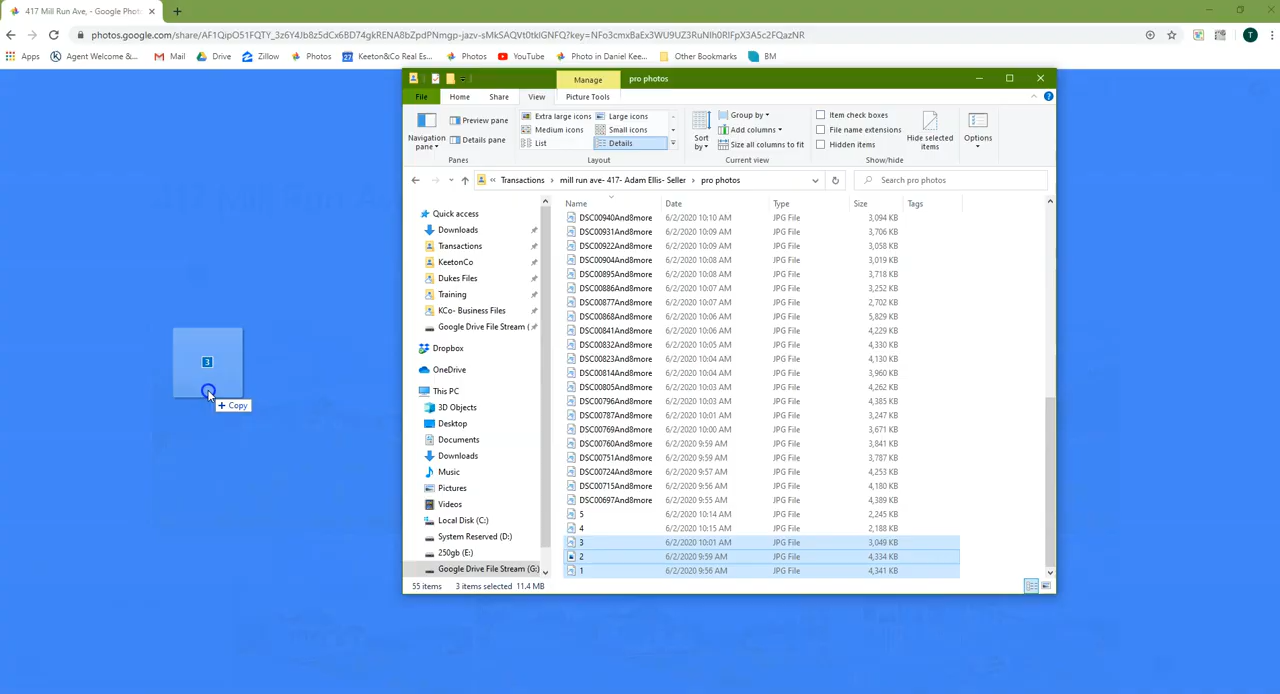 417 Mill Run Ave, - Google Phot
photos.google.com/share/AF1QipO51FQTY_3z6Y4Jb8z5dCx6BD74gkRENA8bZpdPNmgp-jazv-sMkSAQVt0tklGNFQ?key=NFo3cmxBaEx3WU9UZ3RuNlh0RlFpX3A5c2FQazNR
T
Apps Agent Welcome &... Mail Drive Zillow Photos Keeton&Co Real Es... Photos YouTube Photo in Daniel Kee... Other Bookmarks BM
Manage pro photos
File Home Share View Picture Tools
Navigation pane
Preview pane
Details pane
Panes
Extra large icons Large icons
Medium icons Small icons
List Details
Layout
Sort by
Group by
Add columns
Size all columns to fit
Current view
Item check boxes
File name extensions
Hidden items
Hide selected items
Show/hide
Options
« Transactions > mill run ave- 417- Adam Ellis- Seller > pro photos
Search pro photos
Quick access
Downloads
Transactions
KeetonCo
Dukes Files
Training
KCo- Business Files
Google Drive File Stream (
Dropbox
OneDrive
This PC
3D Objects
Desktop
Documents
Downloads
Music
Pictures
Videos
Local Disk (C:)
System Reserved (D:)
250gb (E:)
Google Drive File Stream (G:)
Name Date Type Size Tags
DSC00940And8more 6/2/2020 10:10 AM JPG File 3,094 KB
DSC00931And8more 6/2/2020 10:09 AM JPG File 3,706 KB
DSC00922And8more 6/2/2020 10:09 AM JPG File 3,058 KB
DSC00904And8more 6/2/2020 10:08 AM JPG File 3,019 KB
DSC00895And8more 6/2/2020 10:08 AM JPG File 3,718 KB
DSC00886And8more 6/2/2020 10:07 AM JPG File 3,252 KB
DSC00877And8more 6/2/2020 10:07 AM JPG File 2,702 KB
DSC00868And8more 6/2/2020 10:06 AM JPG File 5,829 KB
DSC00841And8more 6/2/2020 10:06 AM JPG File 4,229 KB
DSC00832And8more 6/2/2020 10:05 AM JPG File 4,330 KB
DSC00823And8more 6/2/2020 10:04 AM JPG File 4,130 KB
DSC00814And8more 6/2/2020 10:04 AM JPG File 3,960 KB
DSC00805And8more 6/2/2020 10:03 AM JPG File 4,262 KB
DSC00796And8more 6/2/2020 10:03 AM JPG File 4,385 KB
DSC00787And8more 6/2/2020 10:01 AM JPG File 3,247 KB
DSC00769And8more 6/2/2020 10:00 AM JPG File 3,671 KB
DSC00760And8more 6/2/2020 9:59 AM JPG File 3,841 KB
DSC00751And8more 6/2/2020 9:59 AM JPG File 3,787 KB
DSC00724And8more 6/2/2020 9:57 AM JPG File 4,253 KB
DSC00715And8more 6/2/2020 9:56 AM JPG File 4,180 KB
DSC00697And8more 6/2/2020 9:55 AM JPG File 4,389 KB
5 6/2/2020 10:14 AM JPG File 2,245 KB
4 6/2/2020 10:15 AM JPG File 2,188 KB
3 6/2/2020 10:01 AM JPG File 3,049 KB
2 6/2/2020 9:59 AM JPG File 4,334 KB
1 6/2/2020 9:56 AM JPG File 4,341 KB
55 items 3 items selected 11.4 MB
417 Mill Run A
3
+ Copy